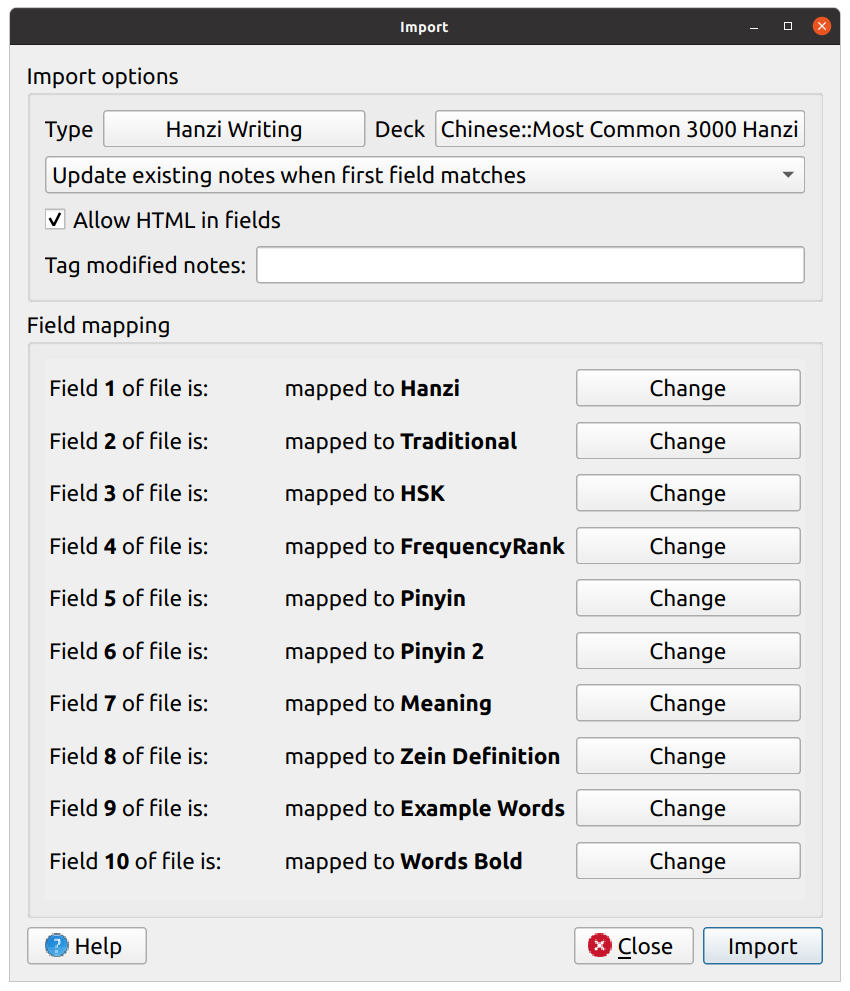 Import
Import options
Type Hanzi Writing Deck Chinese::Most Common 3000 Hanzi
Update existing notes when first field matches
Allow HTML in fields
Tag modified notes:
Field mapping
Field 1 of file is: mapped to Hanzi Change
Field 2 of file is: mapped to Traditional Change
Field 3 of file is: mapped to HSK Change
Field 4 of file is: mapped to FrequencyRank Change
Field 5 of file is: mapped to Pinyin Change
Field 6 of file is: mapped to Pinyin 2 Change
Field 7 of file is: mapped to Meaning Change
Field 8 of file is: mapped to Zein Definition Change
Field 9 of file is: mapped to Example Words Change
Field 10 of file is: mapped to Words Bold Change
Help Close Import